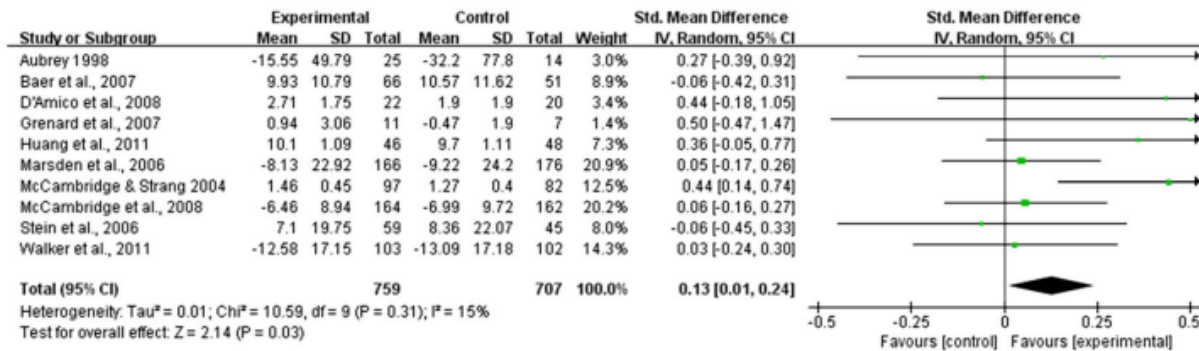 Experimental Control Std. Mean Difference Std. Mean Difference
Study or Subgroup Mean SD Total Mean SD Total Weight IV, Random, 95% CI IV, Random, 95% CI
Aubrey 1998 -15.55 49.79 25 -32.2 77.8 14 3.0% 0.27 [-0.39, 0.92]
Baer et al., 2007 9.93 10.79 66 10.57 11.62 51 8.9% -0.06 [-0.42, 0.31]
D'Amico et al., 2008 2.71 1.75 22 1.9 1.9 20 3.4% 0.44 [-0.18, 1.05]
Grenard et al., 2007 0.94 3.06 11 -0.47 1.9 7 1.4% 0.50 [-0.47, 1.47]
Huang et al., 2011 10.1 1.09 46 9.7 1.11 48 7.3% 0.36 [-0.05, 0.77]
Marsden et al., 2006 -8.13 22.92 166 -9.22 24.2 176 20.9% 0.05 [-0.17, 0.26]
McCambridge & Strang 2004 1.46 0.45 97 1.27 0.4 82 12.5% 0.44 [0.14, 0.74]
McCambridge et al., 2008 -6.46 8.94 164 -6.99 9.72 162 20.2% 0.06 [-0.16, 0.27]
Stein et al., 2006 7.1 19.75 59 8.36 22.07 45 8.0% -0.06 [-0.45, 0.33]
Walker et al., 2011 -12.58 17.15 103 -13.09 17.18 102 14.3% 0.03 [-0.24, 0.30]
Total (95% CI) 759 707 100.0% 0.13 [0.01, 0.24]
Heterogeneity: Tau² = 0.01; Chi² = 10.59, df = 9 (P = 0.31); I² = 15%
Test for overall effect: Z = 2.14 (P = 0.03)
-0.5 -0.25 0 0.25 0.5
Favours [control] Favours [experimental]